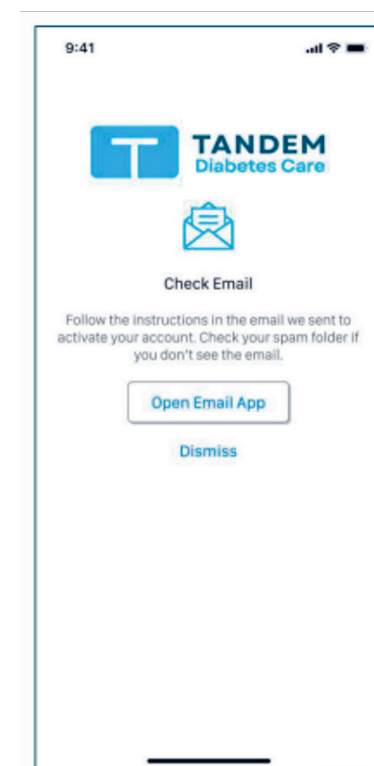 9:41
T TANDEM
Diabetes Care
Check Email
Follow the instructions in the email we sent to
activate your account. Check your spam folder if
you don't see the email.
Open Email App
Dismiss